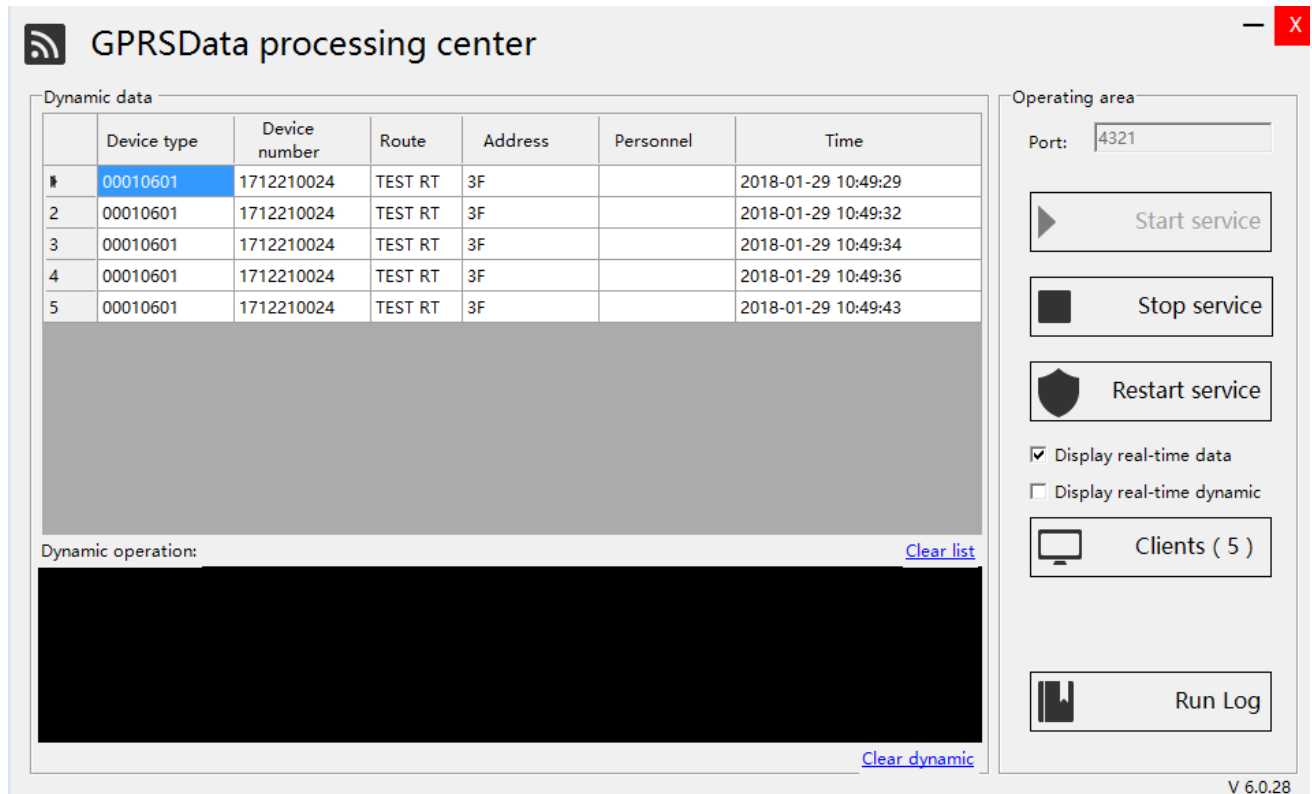 GPRSData processing center
X
Dynamic data
Device type Device number Route Address Personnel Time
00010601 1712210024 TEST RT 3F 2018-01-29 10:49:29
2 00010601 1712210024 TEST RT 3F 2018-01-29 10:49:32
3 00010601 1712210024 TEST RT 3F 2018-01-29 10:49:34
4 00010601 1712210024 TEST RT 3F 2018-01-29 10:49:36
5 00010601 1712210024 TEST RT 3F 2018-01-29 10:49:43
Dynamic operation: Clear list
Clear dynamic
Operating area
Port: 4321
Start service
Stop service
Restart service
Display real-time data
Display real-time dynamic
Clients ( 5 )
Run Log
V 6.0.28